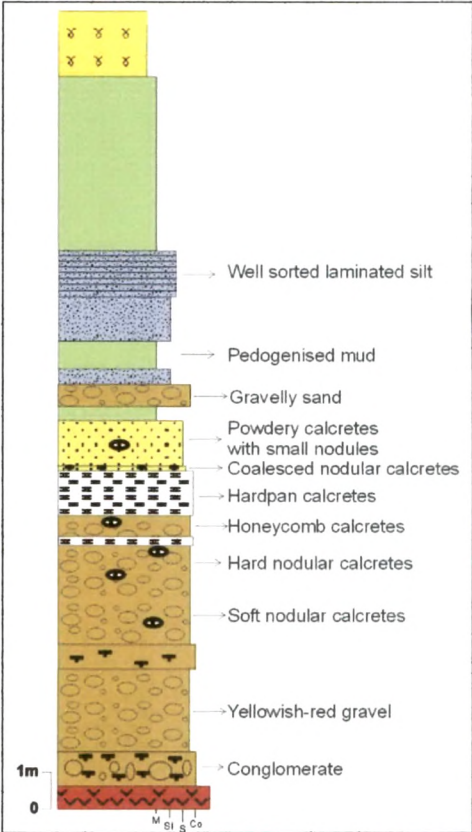 Well sorted laminated silt
Pedogenised mud
Gravelly sand
Powdery calcretes
with small nodules
Coalesced nodular calcretes
Hardpan calcretes
Honeycomb calcretes
Hard nodular calcretes
Soft nodular calcretes
Yellowish-red gravel
Conglomerate
1m
0
M St S Co